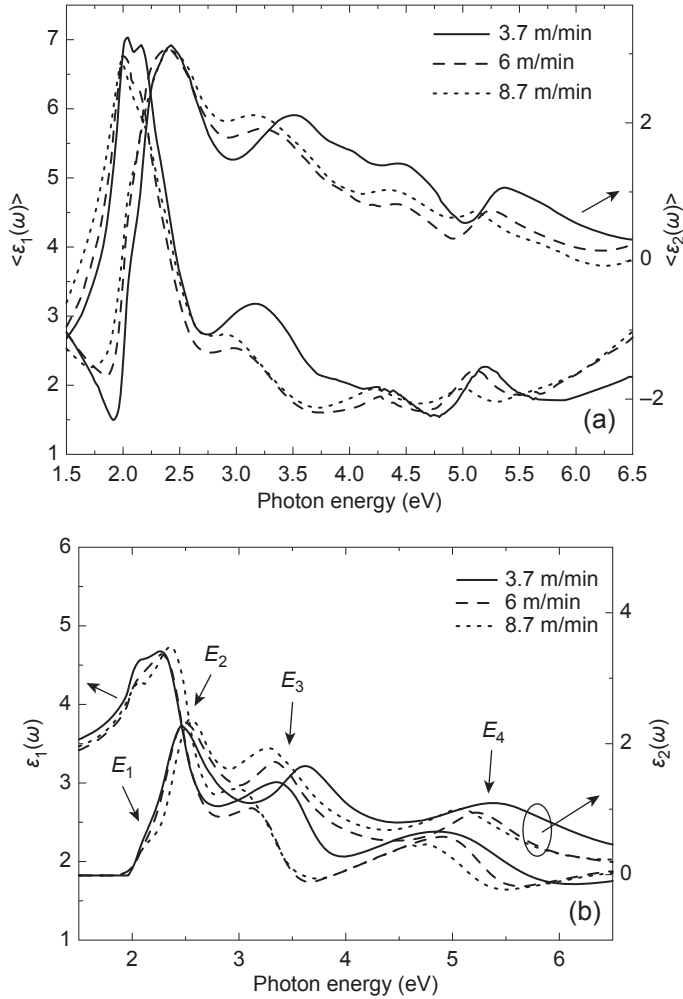 7
6
5
4
3
2
1
<ε₁(ω)>
3.7 m/min
6 m/min
8.7 m/min
2
0
−2
<ε₂(ω)>
(a)
1.5 2.0 2.5 3.0 3.5 4.0 4.5 5.0 5.5 6.0 6.5
Photon energy (eV)
6
5
4
3
2
1
ε₁(ω)
3.7 m/min
6 m/min
8.7 m/min
E₁
E₂
E₃
E₄
4
2
0
ε₂(ω)
(b)
2 3 4 5 6
Photon energy (eV)